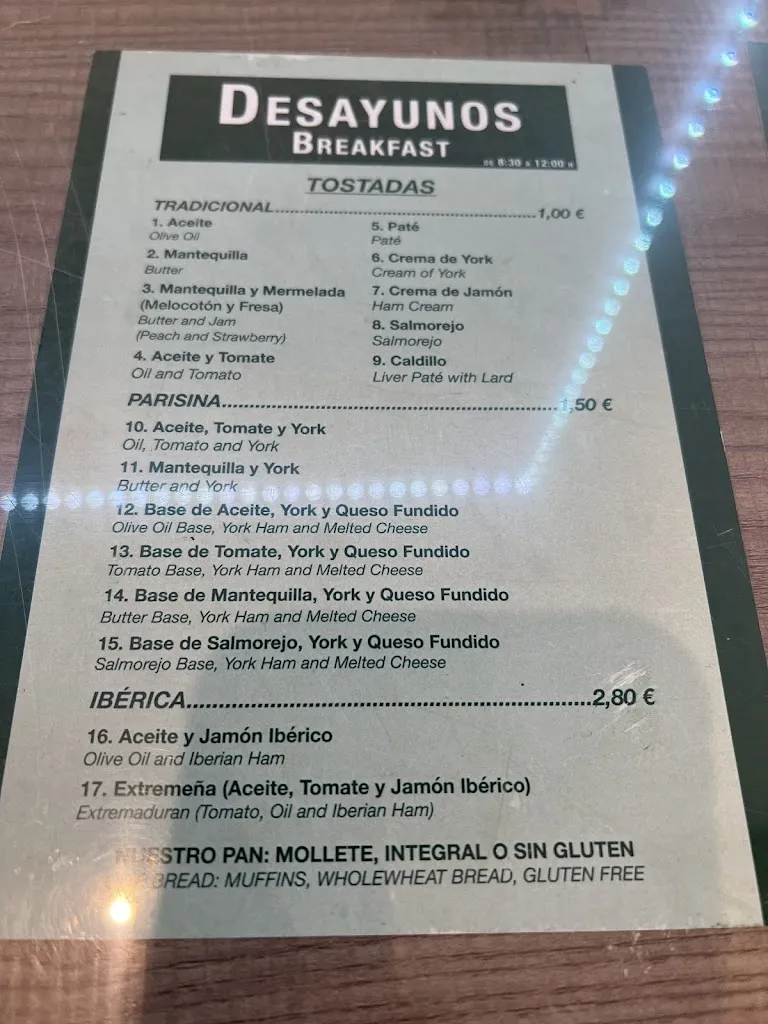 DESAYUNOS
BREAKFAST
DE 8:30 A 12:00 H
TOSTADAS
TRADICIONAL..........................................................1,00 €
1. Aceite
Olive Oil
2. Mantequilla
Butter
3. Mantequilla y Mermelada
(Melocotón y Fresa)
Butter and Jam
(Peach and Strawberry)
4. Aceite y Tomate
Oil and Tomato
5. Paté
Paté
6. Crema de York
Cream of York
7. Crema de Jamón
Ham Cream
8. Salmorejo
Salmorejo
9. Caldillo
Liver Paté with Lard
PARISINA..........................................................1,50 €
10. Aceite, Tomate y York
Oil, Tomato and York
11. Mantequilla y York
Butter and York
12. Base de Aceite, York y Queso Fundido
Olive Oil Base, York Ham and Melted Cheese
13. Base de Tomate, York y Queso Fundido
Tomato Base, York Ham and Melted Cheese
14. Base de Mantequilla, York y Queso Fundido
Butter Base, York Ham and Melted Cheese
15. Base de Salmorejo, York y Queso Fundido
Salmorejo Base, York Ham and Melted Cheese
IBÉRICA..........................................................2,80 €
16. Aceite y Jamón Ibérico
Olive Oil and Iberian Ham
17. Extremeña (Aceite, Tomate y Jamón Ibérico)
Extremaduran (Tomato, Oil and Iberian Ham)
NUESTRO PAN: MOLLETE, INTEGRAL O SIN GLUTEN
BREAD: MUFFINS, WHOLEWHEAT BREAD, GLUTEN FREE